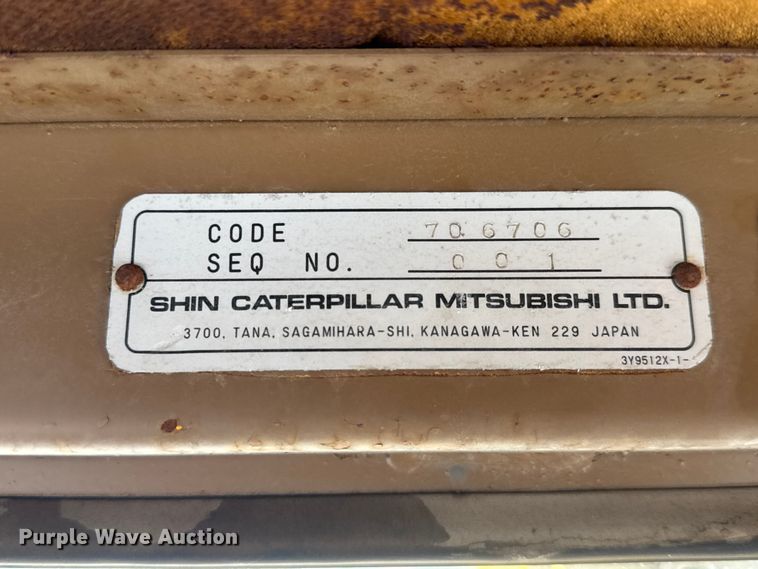 CODE 706706
SEQ NO. 001
SHIN CATERPILLAR MITSUBISHI LTD.
3700, TANA, SAGAMIHARA-SHI, KANAGAWA-KEN 229 JAPAN
3Y9512X-1-
Purple Wave Auction